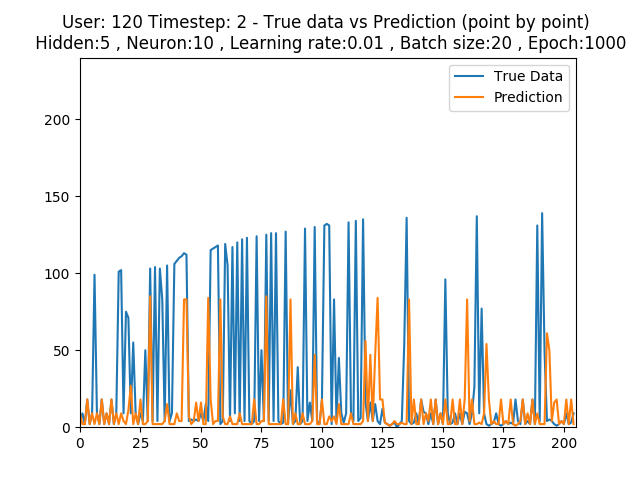 User: 120 Timestep: 2 - True data vs Prediction (point by point)
Hidden:5 , Neuron:10 , Learning rate:0.01 , Batch size:20 , Epoch:1000
True Data
Prediction
200
150
100
50
0
0 25 50 75 100 125 150 175 200